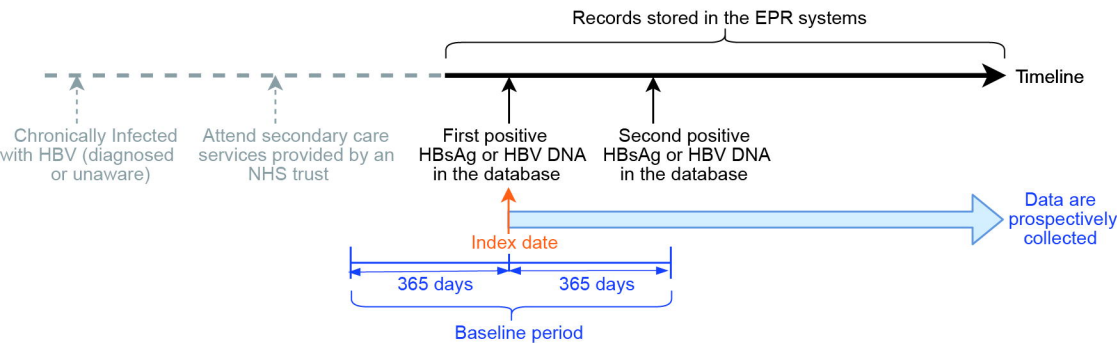 Records stored in the EPR systems
Timeline
Chronically Infected
with HBV (diagnosed
or unaware)
Attend secondary care
services provided by an
NHS trust
First positive
HBsAg or HBV DNA
in the database
Second positive
HBsAg or HBV DNA
in the database
Data are
prospectively
collected
Index date
365 days
365 days
Baseline period